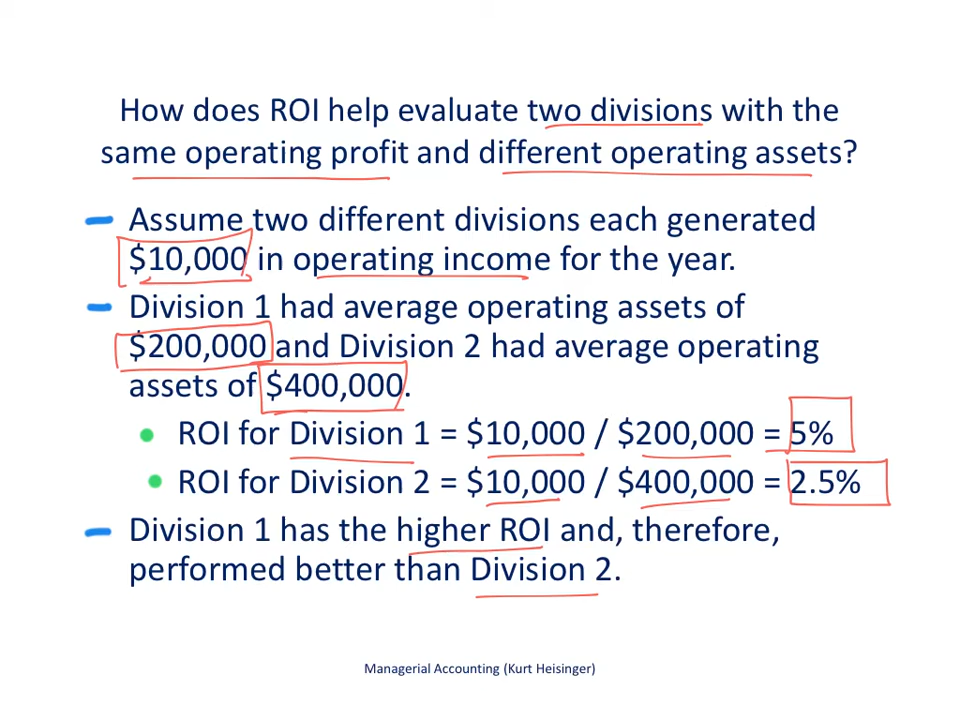 How does ROI help evaluate two divisions with the
same operating profit and different operating assets?
Assume two different divisions each generated
$10,000 in operating income for the year.
Division 1 had average operating assets of
$200,000 and Division 2 had average operating
assets of $400,000.
ROI for Division 1 = $10,000 / $200,000 = 5%
ROI for Division 2 = $10,000 / $400,000 = 2.5%
Division 1 has the higher ROI and, therefore,
performed better than Division 2.
Managerial Accounting (Kurt Heisinger)